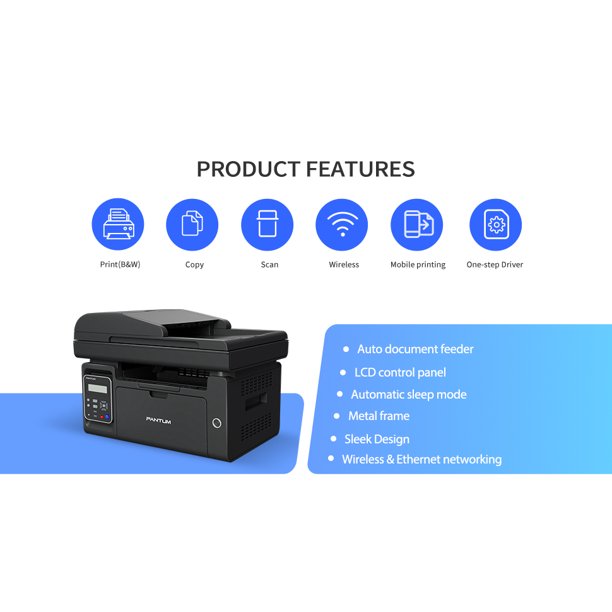 PRODUCT FEATURES
Print(B&W)
Copy
Scan
Wireless
Mobile printing
One-step Driver
PANTUM
Auto document feeder
LCD control panel
Automatic sleep mode
Metal frame
Sleek Design
Wireless & Ethernet networking